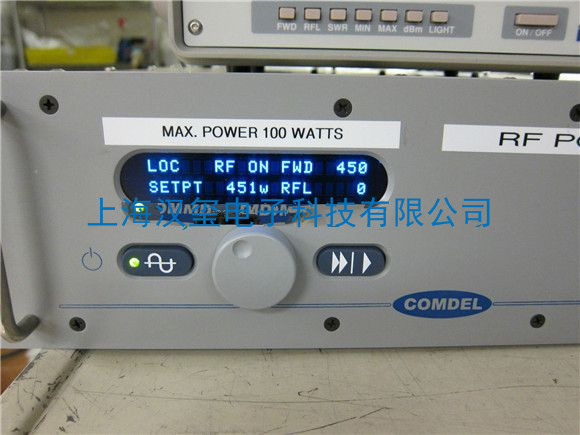 FWD RFL SWR MIN MAX dBm LIGHT
ON / OFF
MAX. POWER 100 WATTS
RF PO
LOC RF ON FWD 450
SETPT 451w RFL 0
上海汉玺电子科技有限公司
COMDEL